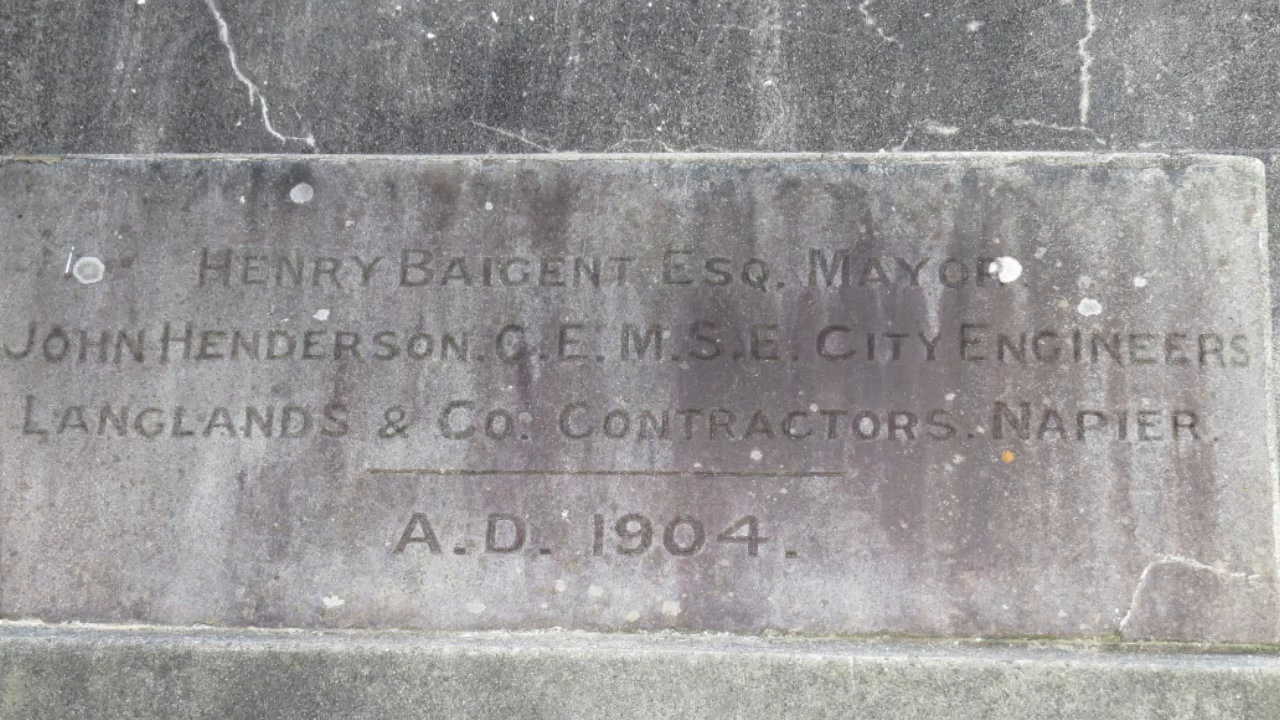 HENRY BAIGENT ESQ. MAYOR.
JOHN HENDERSON. C.E. M.S.E. CITY ENGINEERS
LANGLANDS & CO. CONTRACTORS. NAPIER.
A.D. 1904.